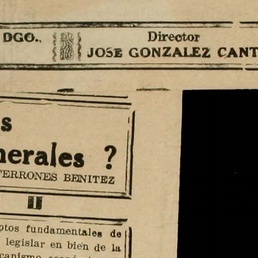 DGO.,
Director
JOSE GONZALEZ CANT
s
nerales ?
TERRONES BENITEZ
II
ptos fundamentales de
legislar en bien de la